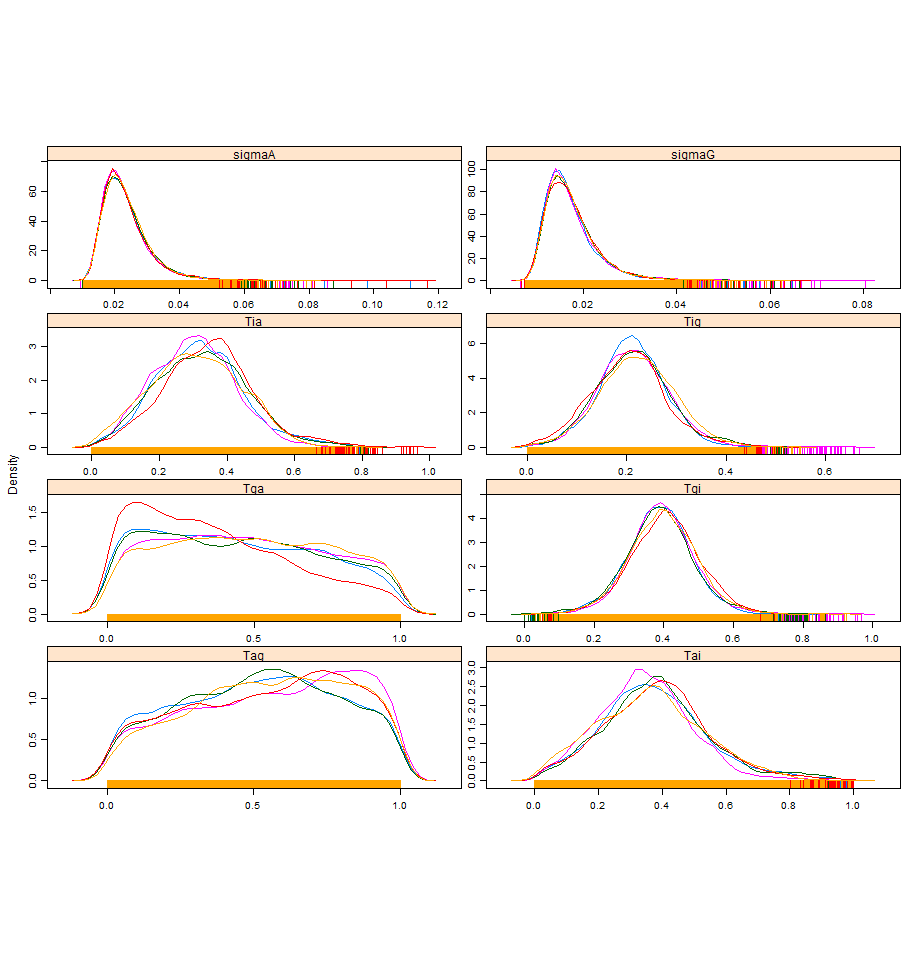 sigmaA
0 20 40 60
0.02 0.04 0.06 0.08 0.10 0.12
sigmaG
0 20 40 60 80 100
0.02 0.04 0.06 0.08
Tia
0 1 2 3
0.0 0.2 0.4 0.6 0.8 1.0
Tig
0 2 4 6
0.0 0.2 0.4 0.6
Density
Tga
0.0 0.5 1.0 1.5
0.0 0.5 1.0
Tgi
0 1 2 3 4
0.0 0.2 0.4 0.6 0.8 1.0
Tag
0.0 0.5 1.0
0.0 0.5 1.0
Tai
0.0 0.5 1.0 1.5 2.0 2.5 3.0
0.0 0.2 0.4 0.6 0.8 1.0